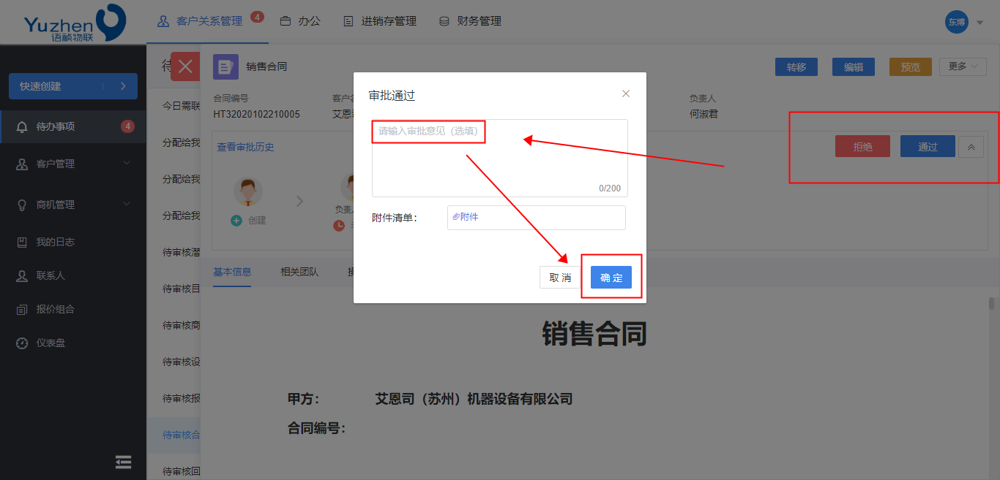 Yuzhen
语祯物联
客户关系管理 4
办公
进销存管理
财务管理
东博
快速创建
待办事项 4
客户管理
商机管理
我的日志
联系人
报价组合
仪表盘
待
今日需联
分配给我
分配给我
分配给我
待审核潜
待审核目
待审核商
待审核设
待审核报
待审核合
待审核回
销售合同
转移
编辑
预览
更多
合同编号
HT32020102210005
客户名
艾恩司
负责人
何淑君
查看审批历史
创建
负责人
拒绝
通过
审批通过
请输入审批意见（选填）
0/200
附件清单：
附件
取 消
确 定
基本信息
相关团队
销售合同
甲方： 艾恩司（苏州）机器设备有限公司
合同编号：